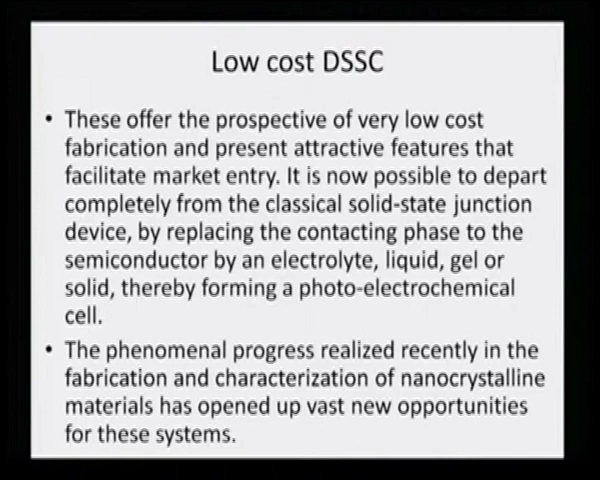 Low cost DSSC
• These offer the prospective of very low cost
fabrication and present attractive features that
facilitate market entry. It is now possible to depart
completely from the classical solid-state junction
device, by replacing the contacting phase to the
semiconductor by an electrolyte, liquid, gel or
solid, thereby forming a photo-electrochemical
cell.
• The phenomenal progress realized recently in the
fabrication and characterization of nanocrystalline
materials has opened up vast new opportunities
for these systems.